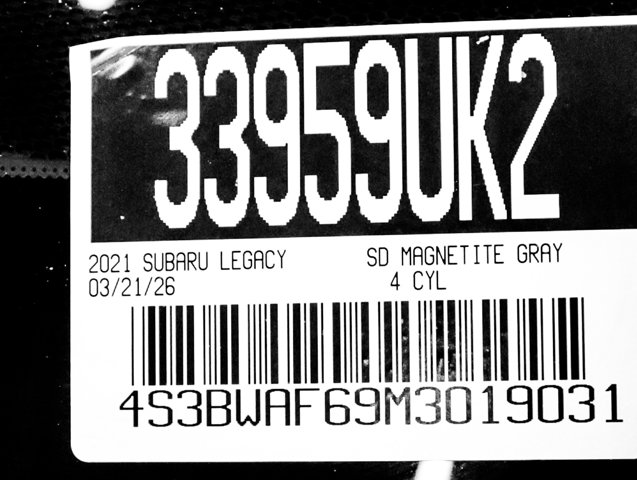 33959UK2
2021 SUBARU LEGACY SD MAGNETITE GRAY
03/21/26 4 CYL
4S3BWAF69M3019031